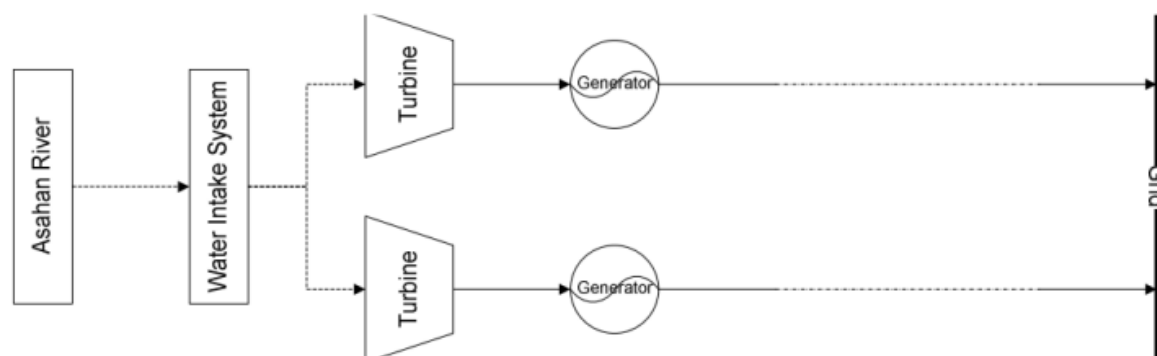 Asahan River
Water Intake System
Turbine
Generator
Turbine
Generator